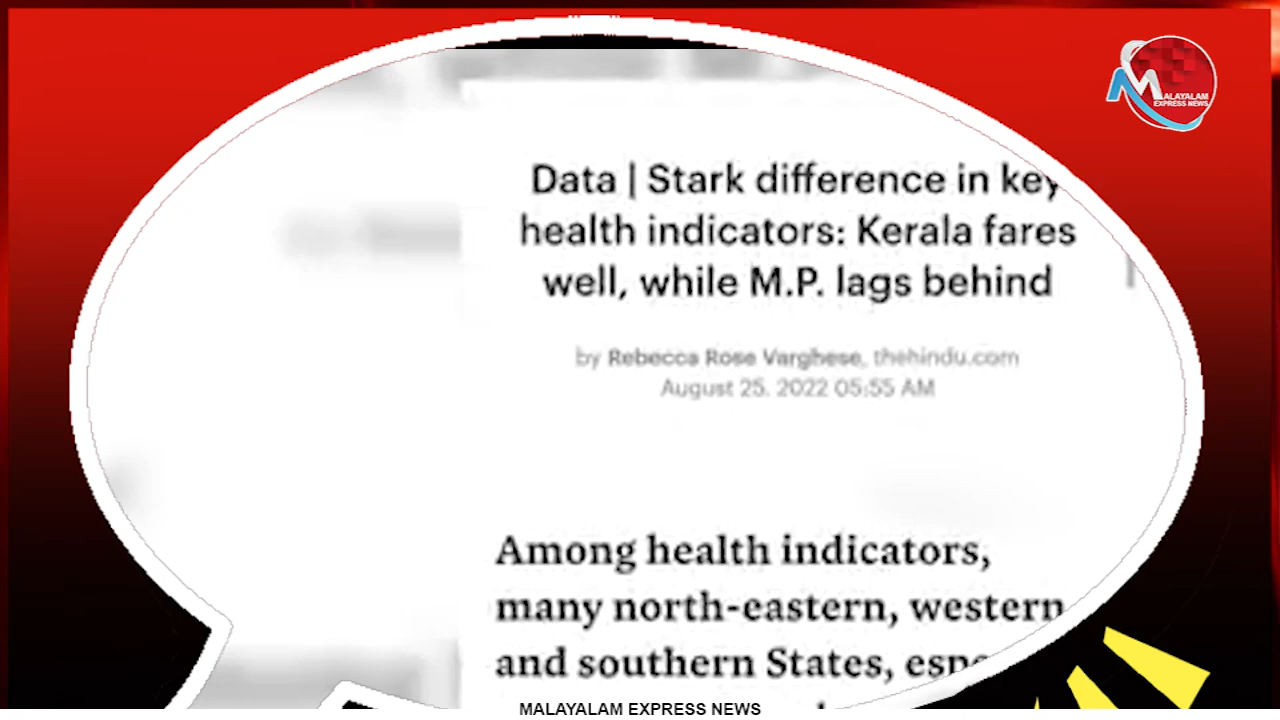 MALAYALAM
EXPRESS NEWS
Data | Stark difference in key
health indicators: Kerala fares
well, while M.P. lags behind
by Rebecca Rose Varghese, thehindu.com
August 25, 2022 05:55 AM
Among health indicators,
many north-eastern, western
and southern States,
MALAYALAM EXPRESS NEWS